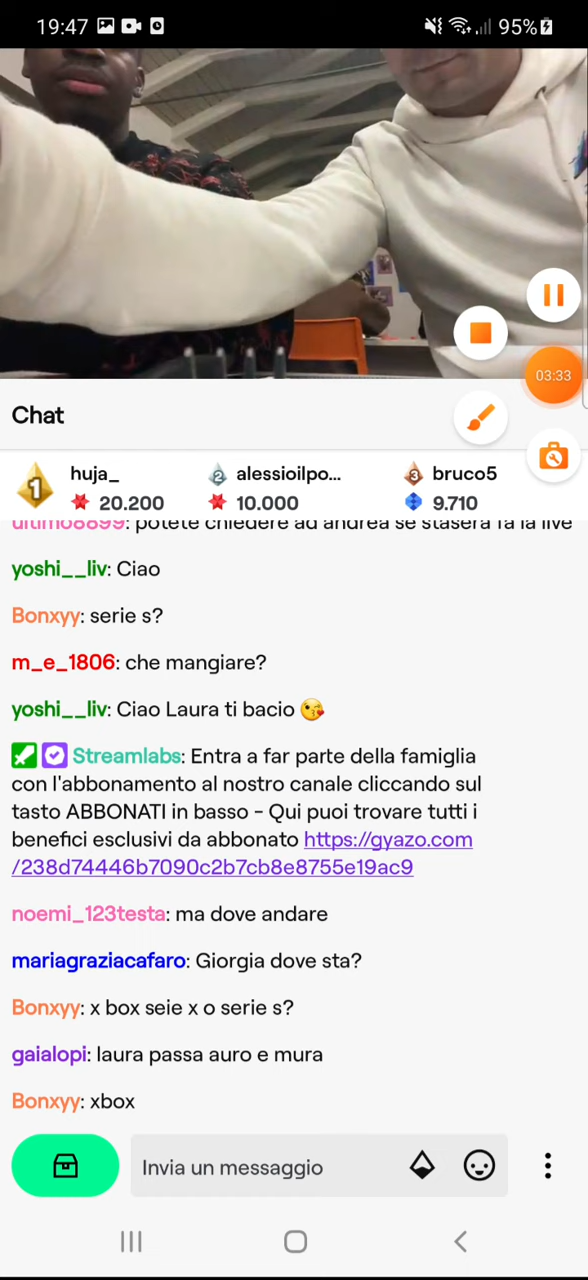 19:47
95%
03:33
Chat
1
huja_
20.200
2
alessioilpo...
10.000
3
bruco5
9.710
ultimo8899: potete chiedere ad andrea se stasera fa la live
yoshi__liv: Ciao
Bonxyy: serie s?
m_e_1806: che mangiare?
yoshi__liv: Ciao Laura ti bacio 😘
Streamlabs: Entra a far parte della famiglia
con l'abbonamento al nostro canale cliccando sul
tasto ABBONATI in basso - Qui puoi trovare tutti i
benefici esclusivi da abbonato https://gyazo.com
/238d74446b7090c2b7cb8e8755e19ac9
noemi_123testa: ma dove andare
mariagraziacafaro: Giorgia dove sta?
Bonxyy: x box seie x o serie s?
gaialopi: laura passa auro e mura
Bonxyy: xbox
Invia un messaggio